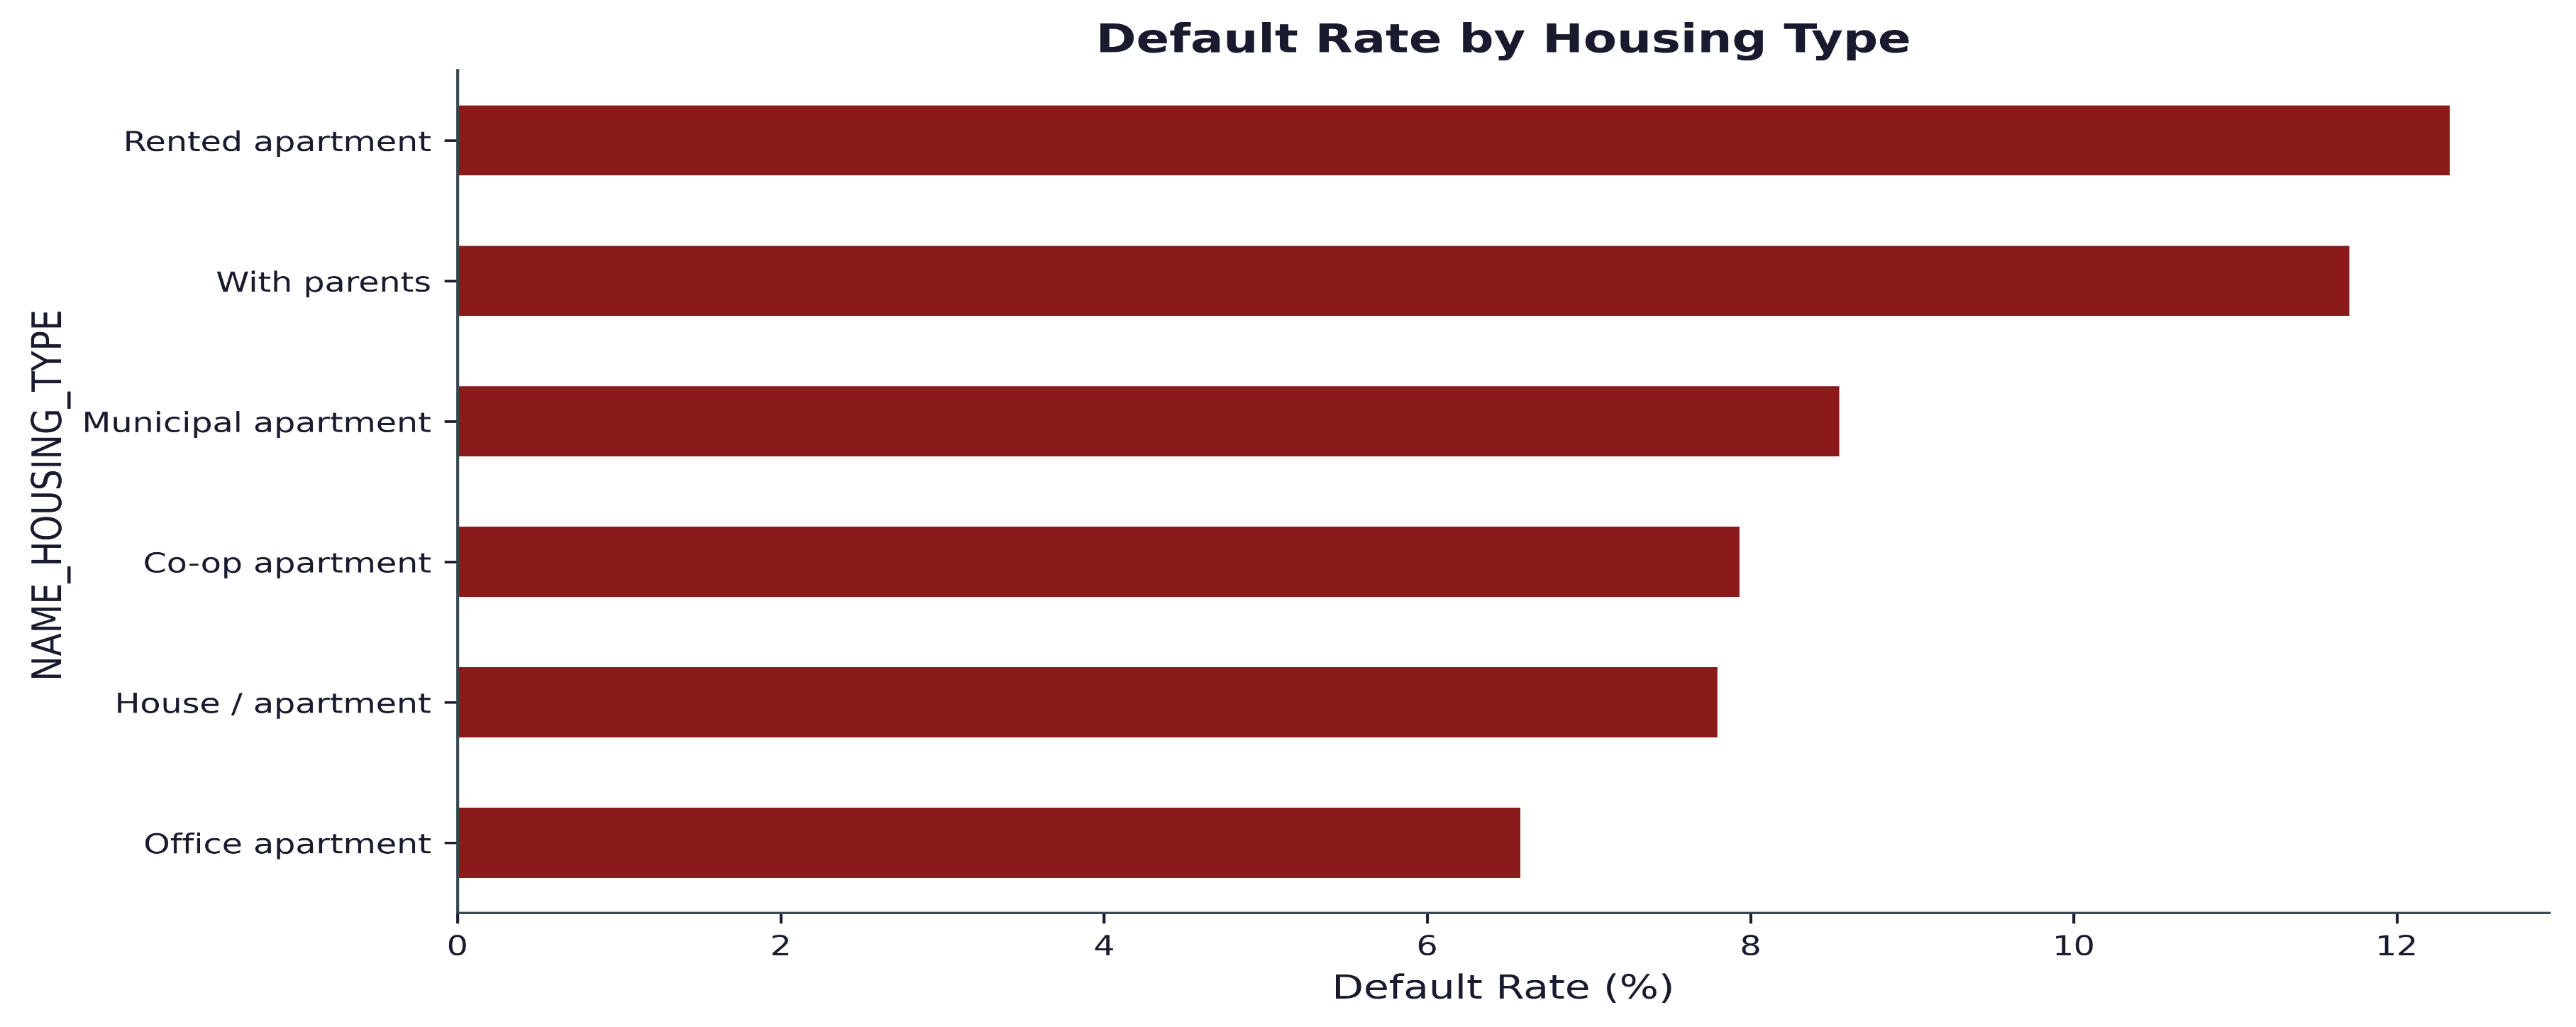 Default Rate by Housing Type
NAME_HOUSING_TYPE
Rented apartment
With parents
Municipal apartment
Co-op apartment
House / apartment
Office apartment
0 2 4 6 8 10 12
Default Rate (%)